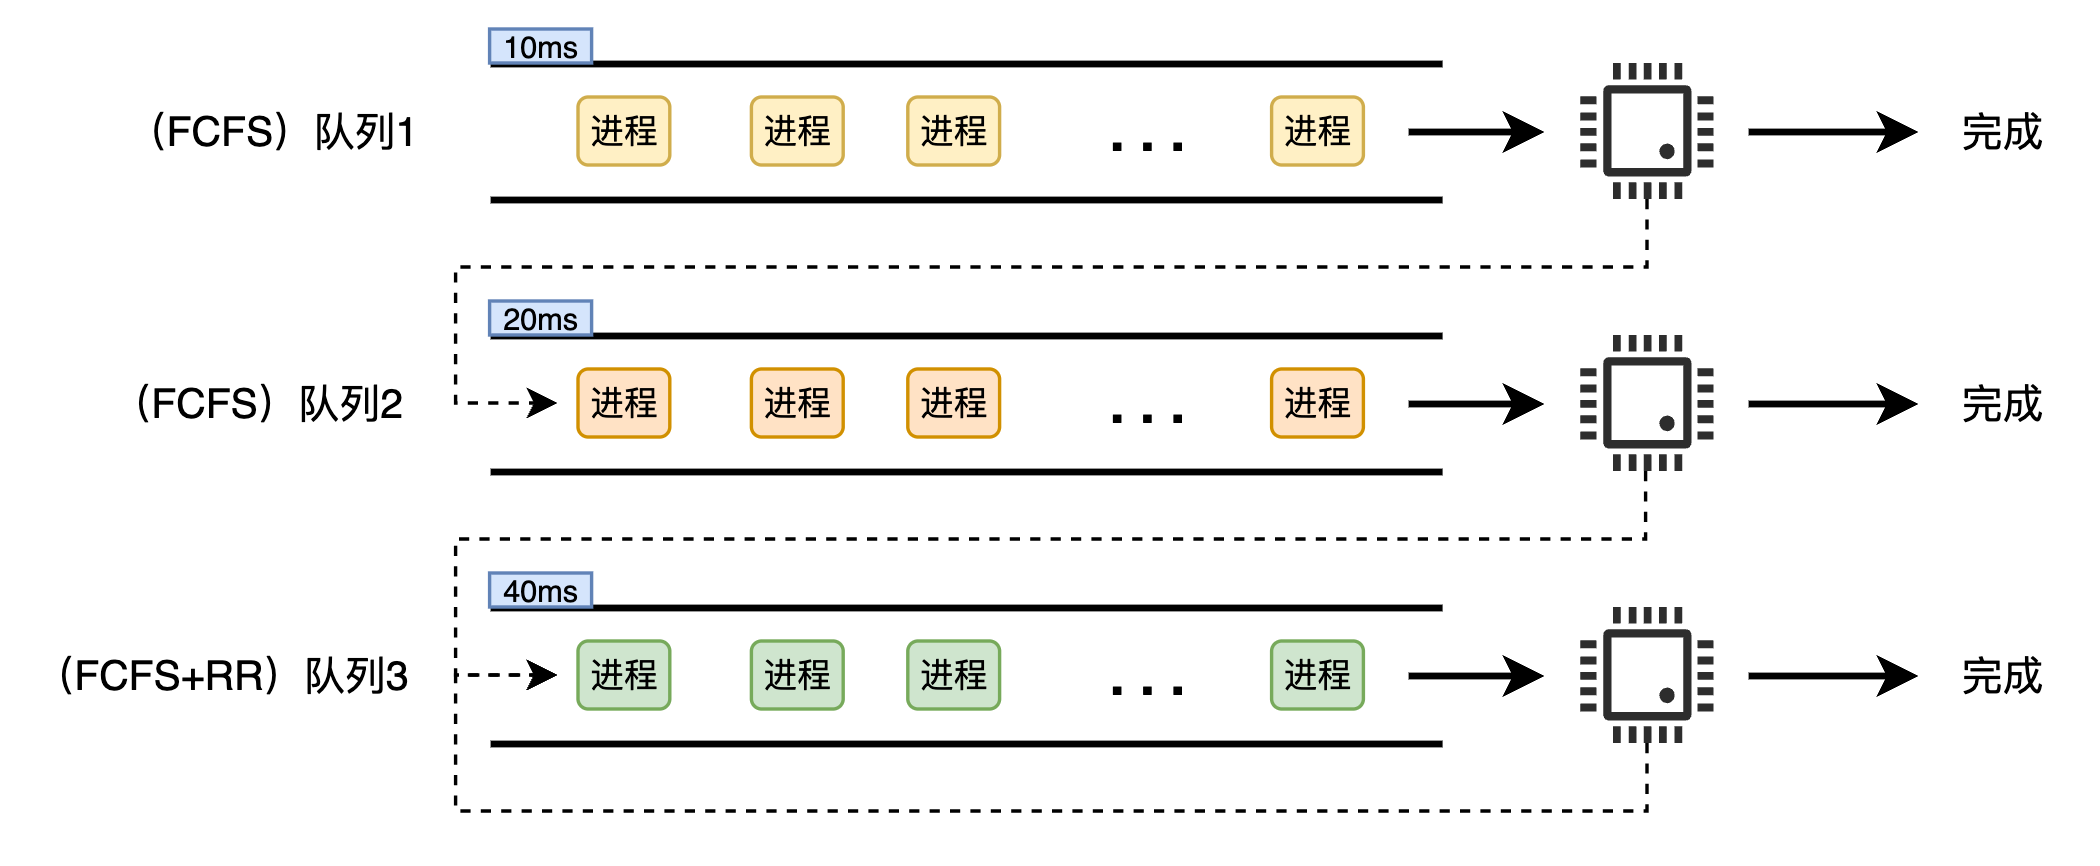 10ms
（FCFS）队列1 进程 进程 进程 ... 进程 完成
20ms
（FCFS）队列2 进程 进程 进程 ... 进程 完成
40ms
（FCFS+RR）队列3 进程 进程 进程 ... 进程 完成